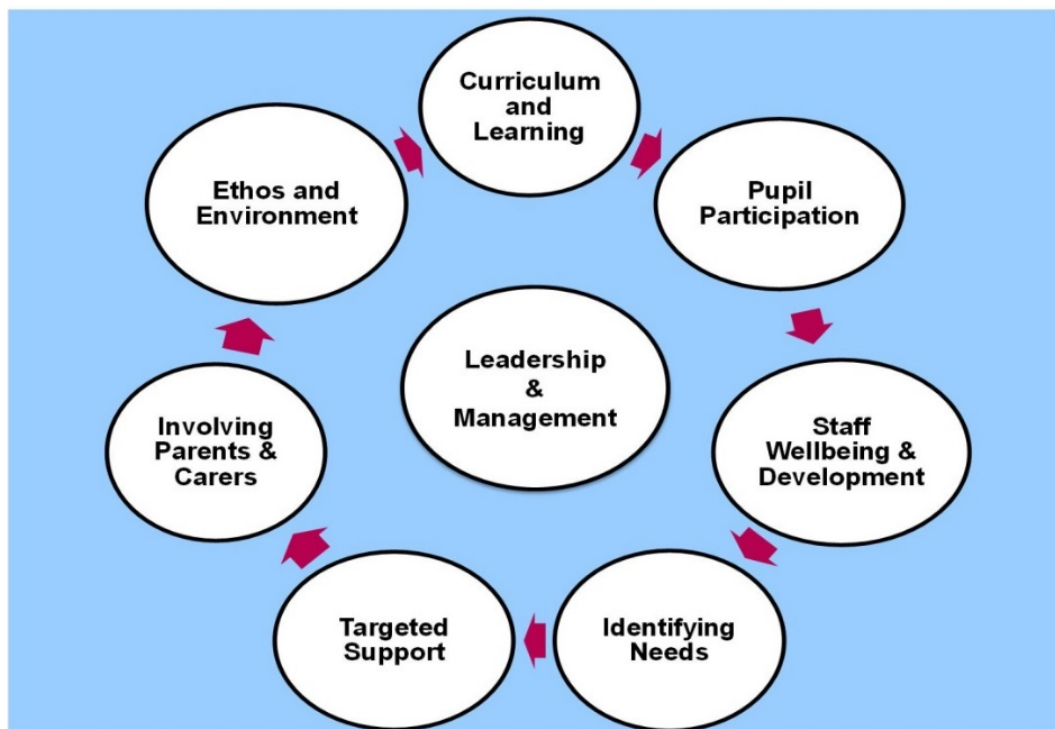 Curriculum
and
Learning
Pupil
Participation
Staff
Wellbeing &
Development
Identifying
Needs
Targeted
Support
Involving
Parents &
Carers
Ethos and
Environment
Leadership
&
Management